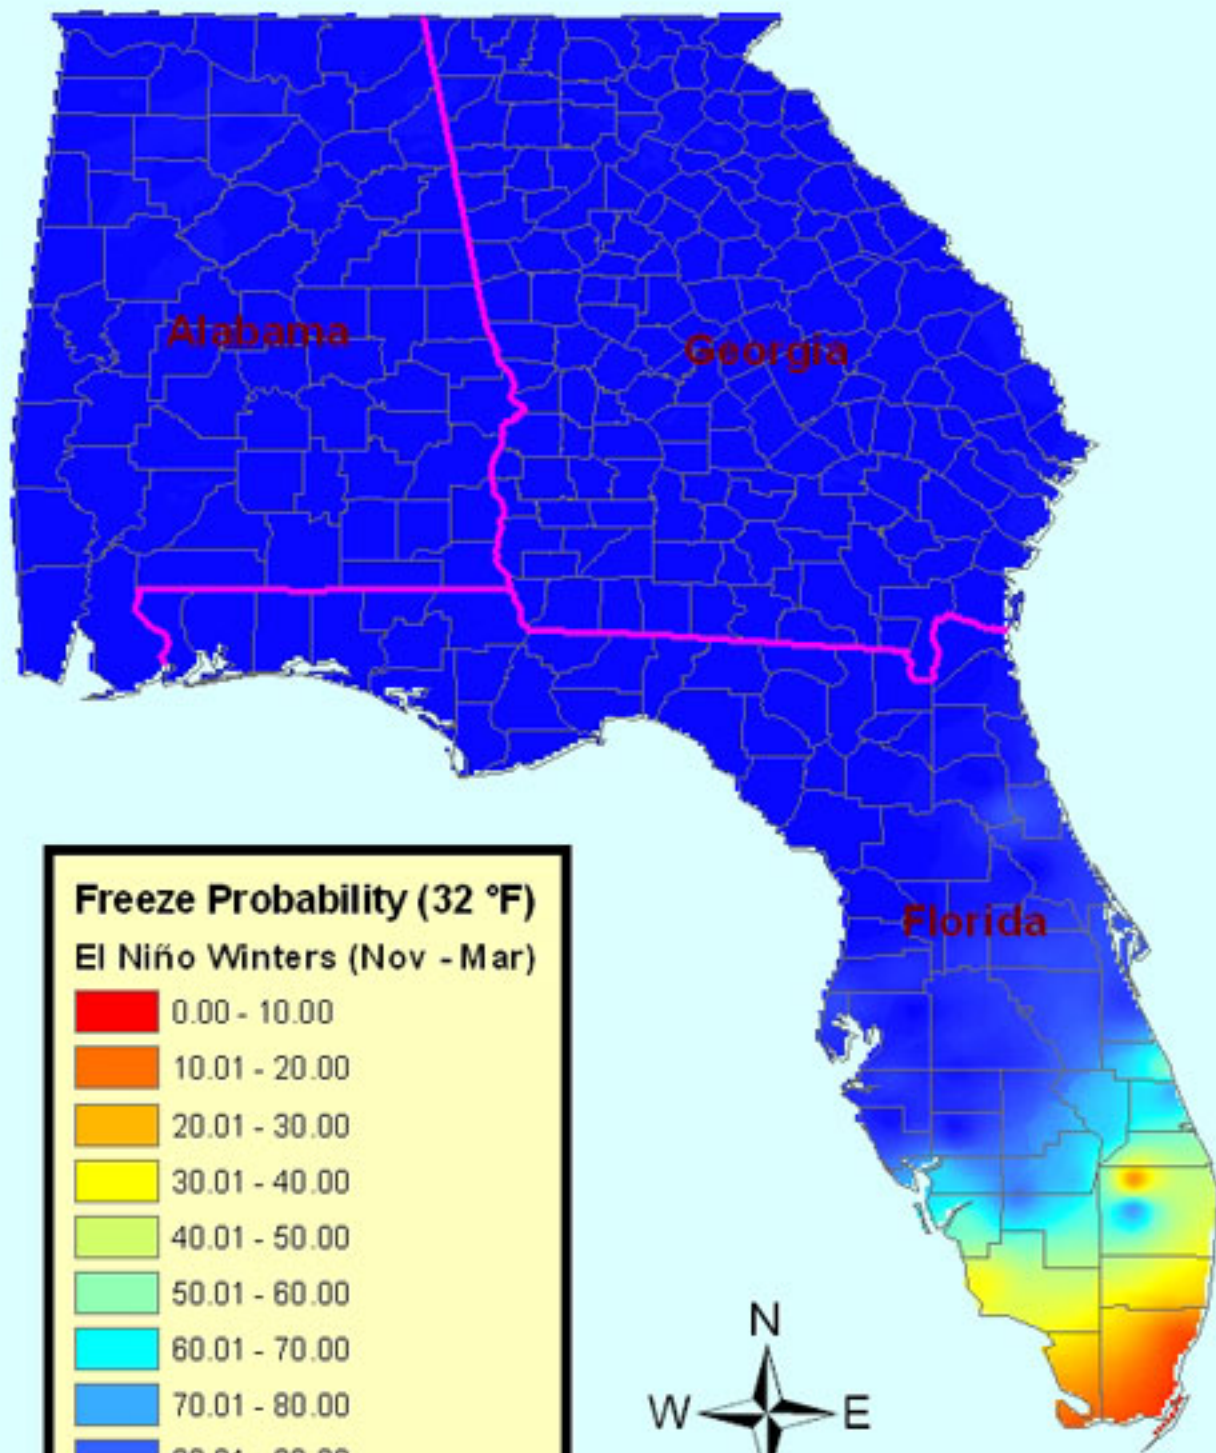 Alabama
Georgia
Florida
Freeze Probability (32 °F)
El Niño Winters (Nov - Mar)
0.00 - 10.00
10.01 - 20.00
20.01 - 30.00
30.01 - 40.00
40.01 - 50.00
50.01 - 60.00
60.01 - 70.00
70.01 - 80.00
N
W E